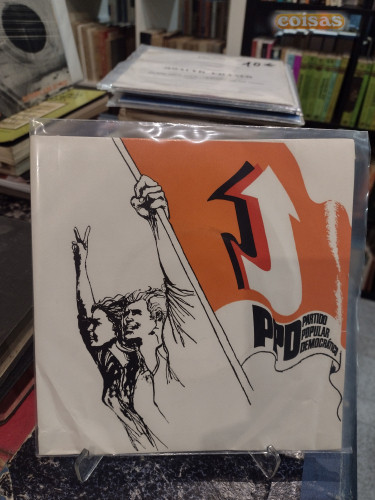 coisas
PPD
PARTIDO
POPULAR
DEMOCRÁTICO